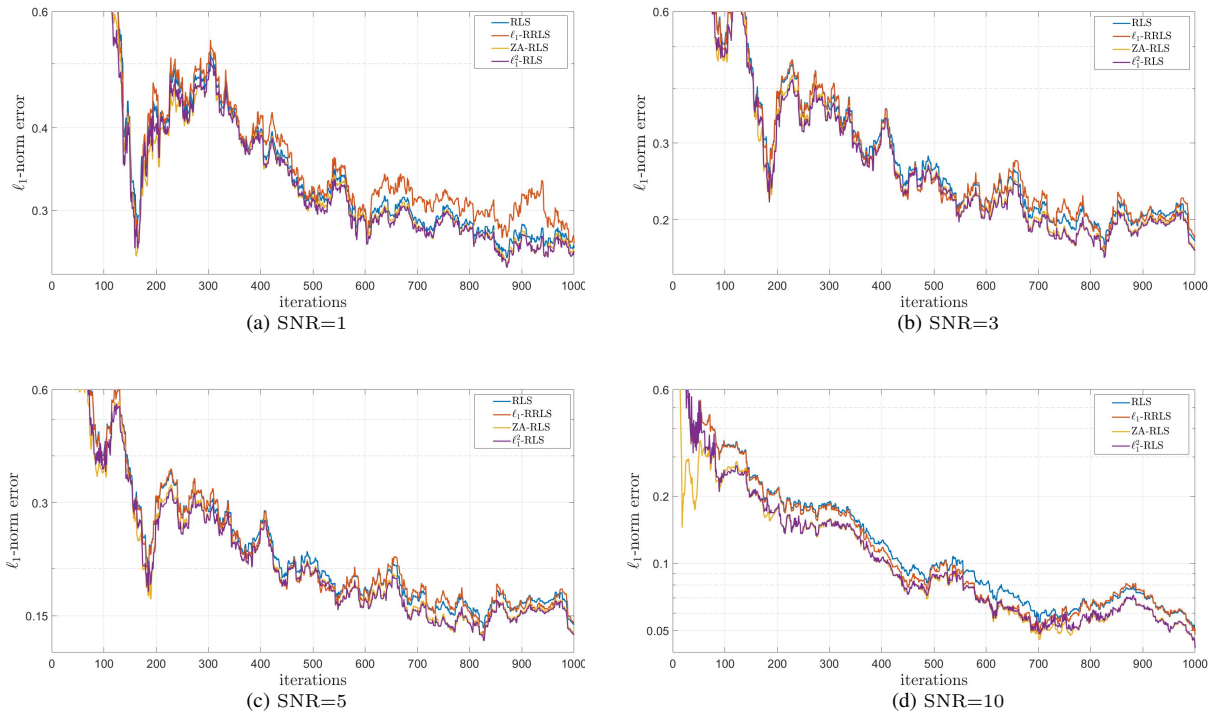 0.6
0.4
0.3
ℓ₁-norm error
RLS
ℓ₁-RRLS
ZA-RLS
ℓ₁²-RLS
0 100 200 300 400 500 600 700 800 900 1000
iterations
(a) SNR=1
0.6
0.3
0.2
ℓ₁-norm error
RLS
ℓ₁-RRLS
ZA-RLS
ℓ₁²-RLS
0 100 200 300 400 500 600 700 800 900 1000
iterations
(b) SNR=3
0.6
0.3
0.15
ℓ₁-norm error
RLS
ℓ₁-RRLS
ZA-RLS
ℓ₁²-RLS
0 100 200 300 400 500 600 700 800 900 1000
iterations
(c) SNR=5
0.6
0.2
0.1
0.05
ℓ₁-norm error
RLS
ℓ₁-RRLS
ZA-RLS
ℓ₁²-RLS
0 100 200 300 400 500 600 700 800 900 1000
iterations
(d) SNR=10